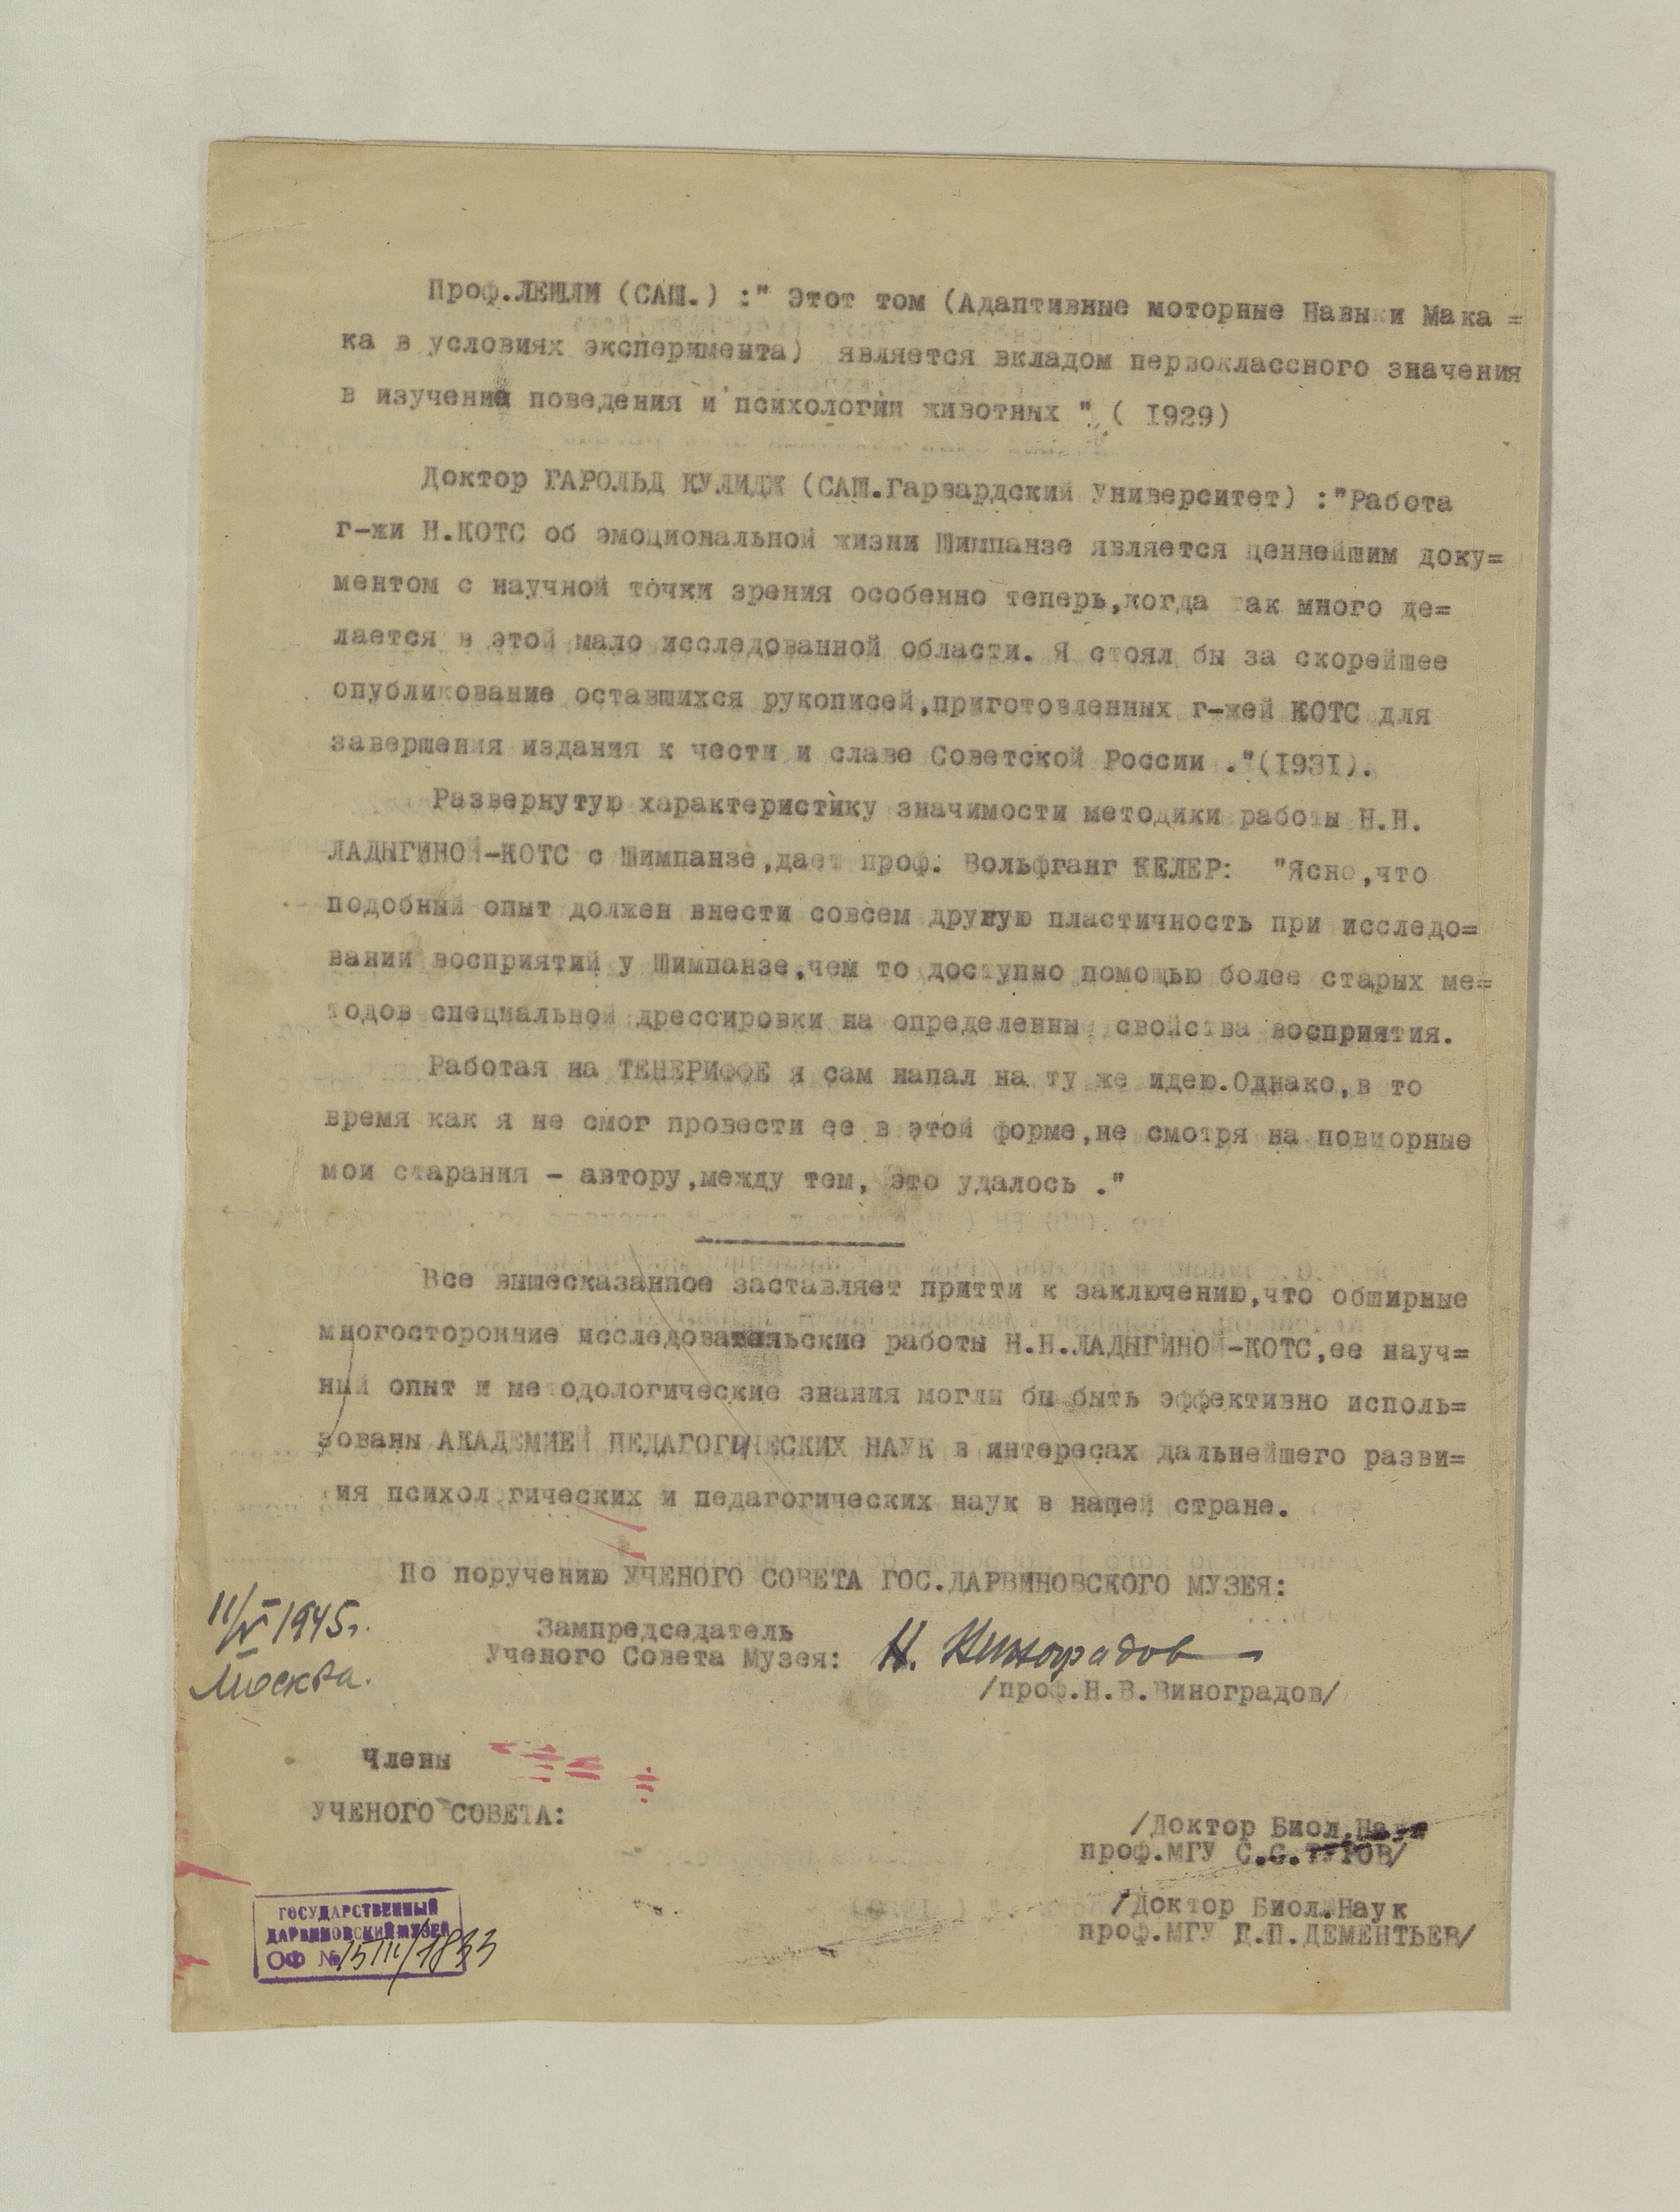 Проф.ЛЕШЛИ (САШ.) :" Этот том (Адаптивные моторные Навыки Мака =
ка в условиях эксперимента) является вкладом первоклассного значения
в изучение поведения и психологии животных " ( I929)
Доктор ГАРОЛЬД КУЛИДЖ (САШ.Гарвардский Университет) :"Работа
г-жи Н.КОТС об эмоциональной жизни Шимпанзе является ценнейшим доку=
ментом с научной точки зрения особенно теперь,когда так много де=
лается в этой мало исследованной области. Я стоял бы за скорейшее
опубликование оставшихся рукописей,приготовленных г-жей КОТС для
завершения издания к чести и славе Советской России ."(I93I).
Развернутую характеристику значимости методики работы Н.Н.
ЛАДЫГИНОЙ-КОТС с Шимпанзе,дает проф. Вольфганг КЕЛЕР: "Ясно,что
подобный опыт должен внести совсем другую пластичность при исследо=
вании восприятий у Шимпанзе,чем то доступно помощью более старых ме=
тодов специальной дрессировки на определенные свойства восприятия.
Работая на ТЕНЕРИФФЕ я сам напал на ту же идею.Однако,в то
время как я не смог провести ее в этой форме,не смотря на повторные
мои старания - автору,между тем, это удалось ."
Все вышесказанное заставляет притти к заключению,что обширные
многосторонние исследовательские работы Н.Н.ЛАДЫГИНОЙ-КОТС,ее науч=
ный опыт и методологические знания могли бы быть эффективно исполь=
зованы АКАДЕМИЕЙ ПЕДАГОГИЧЕСКИХ НАУК в интересах дальнейшего разви=
тия психологических и педагогических наук в нашей стране.
По поручению УЧЕНОГО СОВЕТА ГОС.ДАРВИНОВСКОГО МУЗЕЯ:
11/V 1945г.
Москва.
Зампредседатель
Ученого Совета Музея: Н. Виноградов
/проф.Н.В.Виноградов/
Члены
УЧЕНОГО СОВЕТА:
/Доктор Биол.Наук
проф.МГУ С.С.ТУРОВ/
/Доктор Биол.Наук
проф.МГУ Г.П.ДЕМЕНТЬЕВ/
ГОСУДАРСТВЕННЫЙ
ДАРВИНОВСКИЙ МУЗЕЙ
ОФ №15111/1833